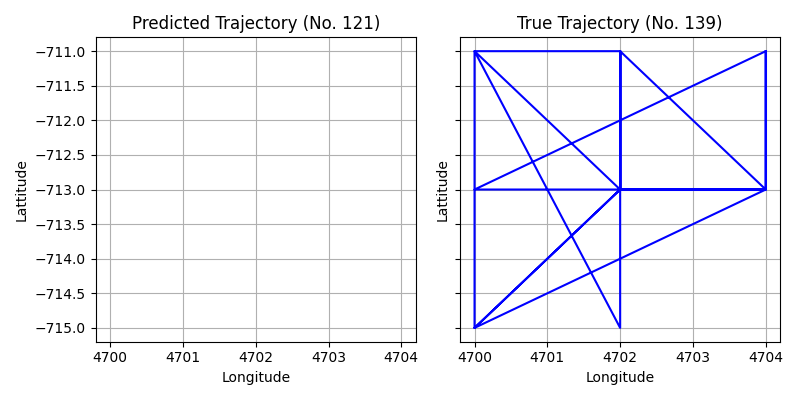 Predicted Trajectory (No. 121)
True Trajectory (No. 139)
−711.0
−711.5
−712.0
−712.5
−713.0
−713.5
−714.0
−714.5
−715.0
Lattitude
Lattitude
4700 4701 4702 4703 4704
4700 4701 4702 4703 4704
Longitude
Longitude